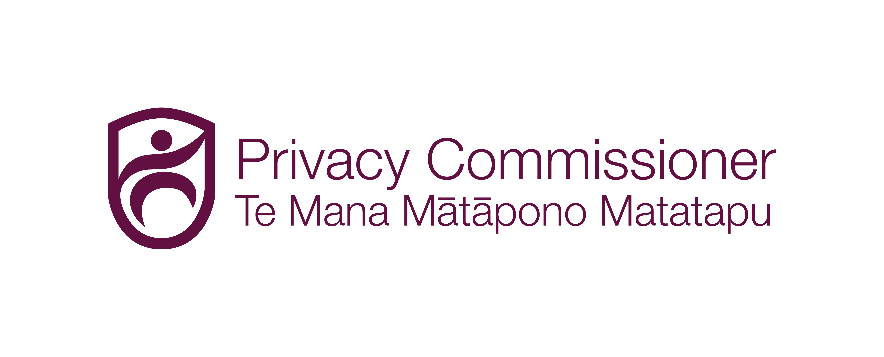 Privacy Commissioner
Te Mana Mātāpono Matatapu